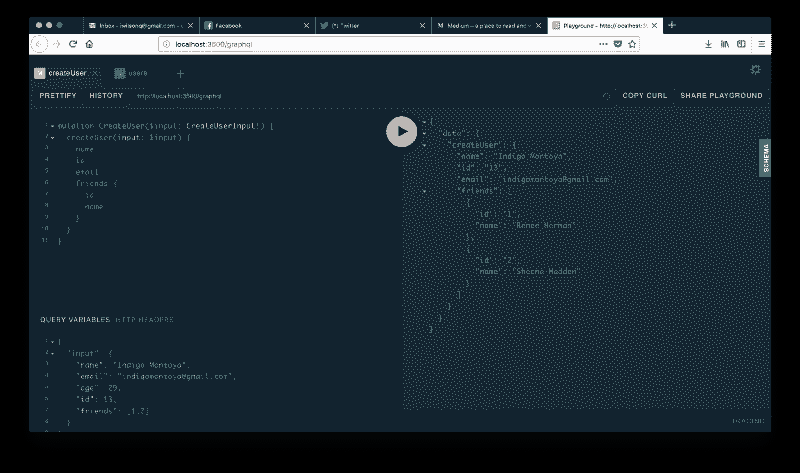 Inbox - iwilsonq@gmail.com -
Facebook
Twitter
Medium – a place to read and
Playground - http://localhost:3
localhost:3500/graphql
createUser
users
PRETTIFY HISTORY http://localhost:3500/graphql COPY CURL SHARE PLAYGROUND
SCHEMA
1 mutation CreateUser($input: CreateUserInput!) {
2 createUser(input: $input) {
3 name
4 id
5 email
6 friends {
7 id
8 name
9 }
10 }
11 }
{
"data": {
"createUser": {
"name": "Indigo Montoya",
"id": "13",
"email": "indigomontoya@gmail.com",
"friends": [
{
"id": "1",
"name": "Renee Norman"
},
{
"id": "2",
"name": "Sheema Madden"
}
]
}
}
}
QUERY VARIABLES HTTP HEADERS
1 {
2 "input": {
3 "name": "Indigo Montoya",
4 "email": "indigomontoya@gmail.com",
5 "age": 29,
6 "id": 13,
7 "friends": [1,2]
8 }
TRACING